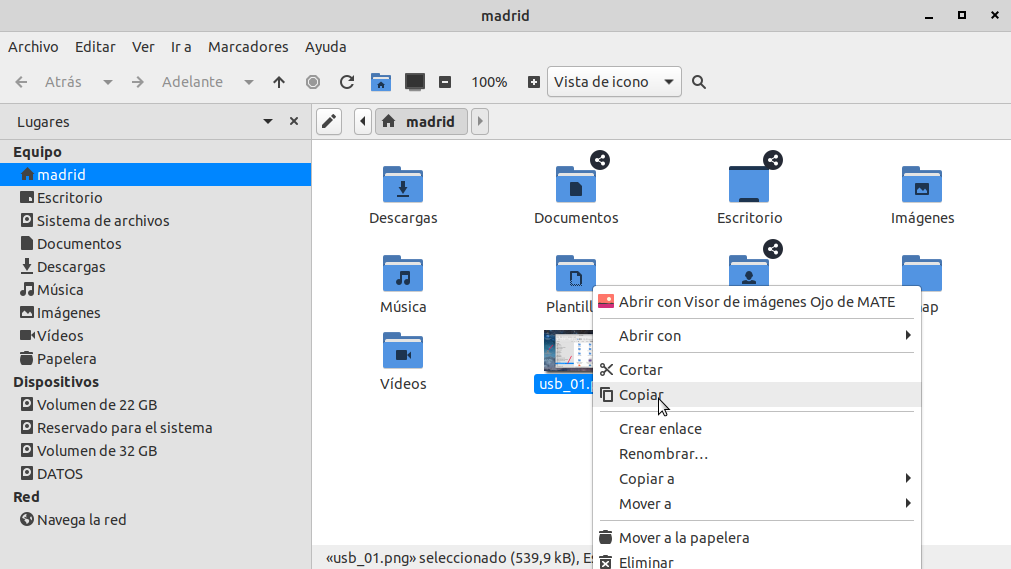 madrid
Archivo Editar Ver Ir a Marcadores Ayuda
Atrás Adelante 100% Vista de icono
Lugares
madrid
Equipo
madrid
Escritorio
Sistema de archivos
Documentos
Descargas
Música
Imágenes
Vídeos
Papelera
Dispositivos
Volumen de 22 GB
Reservado para el sistema
Volumen de 32 GB
DATOS
Red
Navega la red
Descargas Documentos Escritorio Imágenes
Música Plantill ap
Vídeos usb_01.p
Abrir con Visor de imágenes Ojo de MATE
Abrir con
Cortar
Copiar
Crear enlace
Renombrar...
Copiar a
Mover a
Mover a la papelera
Eliminar
«usb_01.png» seleccionado (539,9 kB), Es